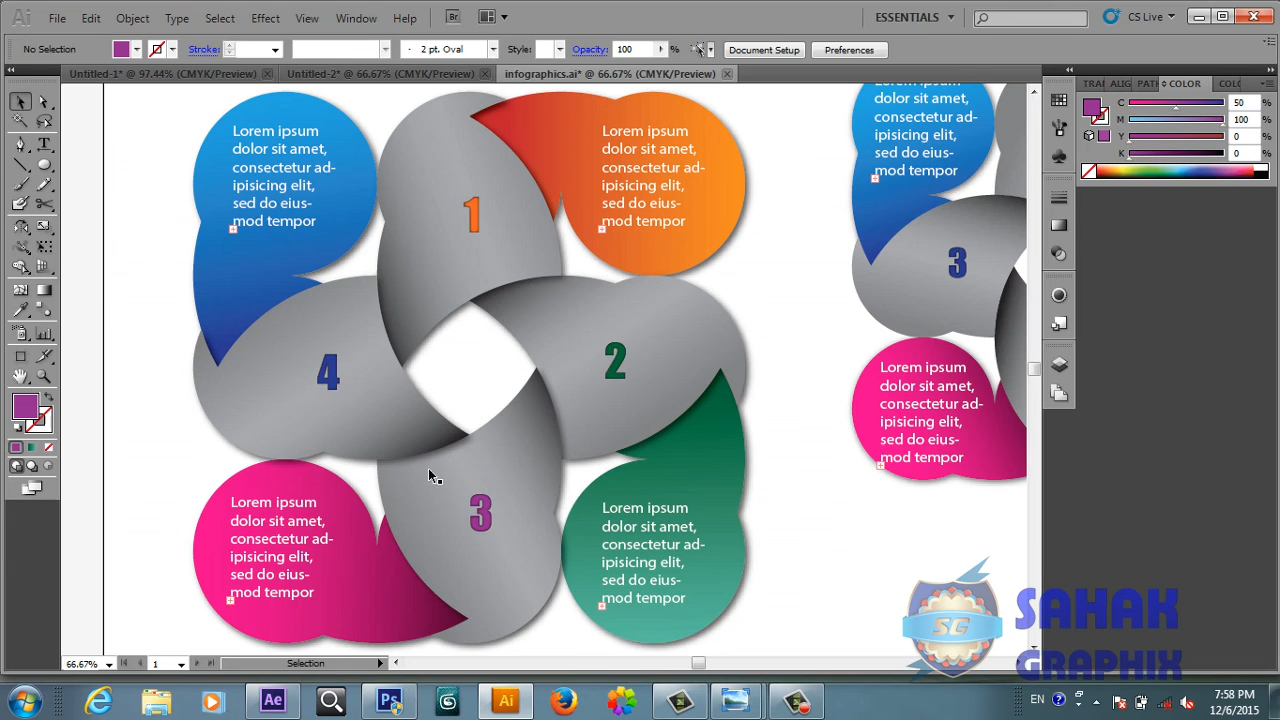 Ai File Edit Object Type Select Effect View Window Help Br ESSENTIALS CS Live
No Selection Stroke: 2 pt. Oval Style: Opacity: 100 % Document Setup Preferences
Untitled-1* @ 97.44% (CMYK/Preview) Untitled-2* @ 66.67% (CMYK/Preview) infographics.ai* @ 66.67% (CMYK/Preview)
TRAI ALIG PATH COLOR COLO
C 50 %
M 100 %
Y 0 %
K 0 %
Lorem ipsum
dolor sit amet,
consectetur ad-
ipisicing elit,
sed do eius-
mod tempor
1
Lorem ipsum
dolor sit amet,
consectetur ad-
ipisicing elit,
sed do eius-
mod tempor
dolor sit amet,
consectetur ad-
ipisicing elit,
sed do eius-
mod tempor
4
2
3
Lorem ipsum
dolor sit amet,
consectetur ad-
ipisicing elit,
sed do eius-
mod tempor
3
Lorem ipsum
dolor sit amet,
consectetur ad-
ipisicing elit,
sed do eius-
mod tempor
Lorem ipsum
dolor sit amet,
consectetur ad-
ipisicing elit,
sed do eius-
mod tempor
SG
SAHAK
GRAPHIX
66.67% 1 Selection
Ae Ps Ai EN 7:58 PM
12/6/2015